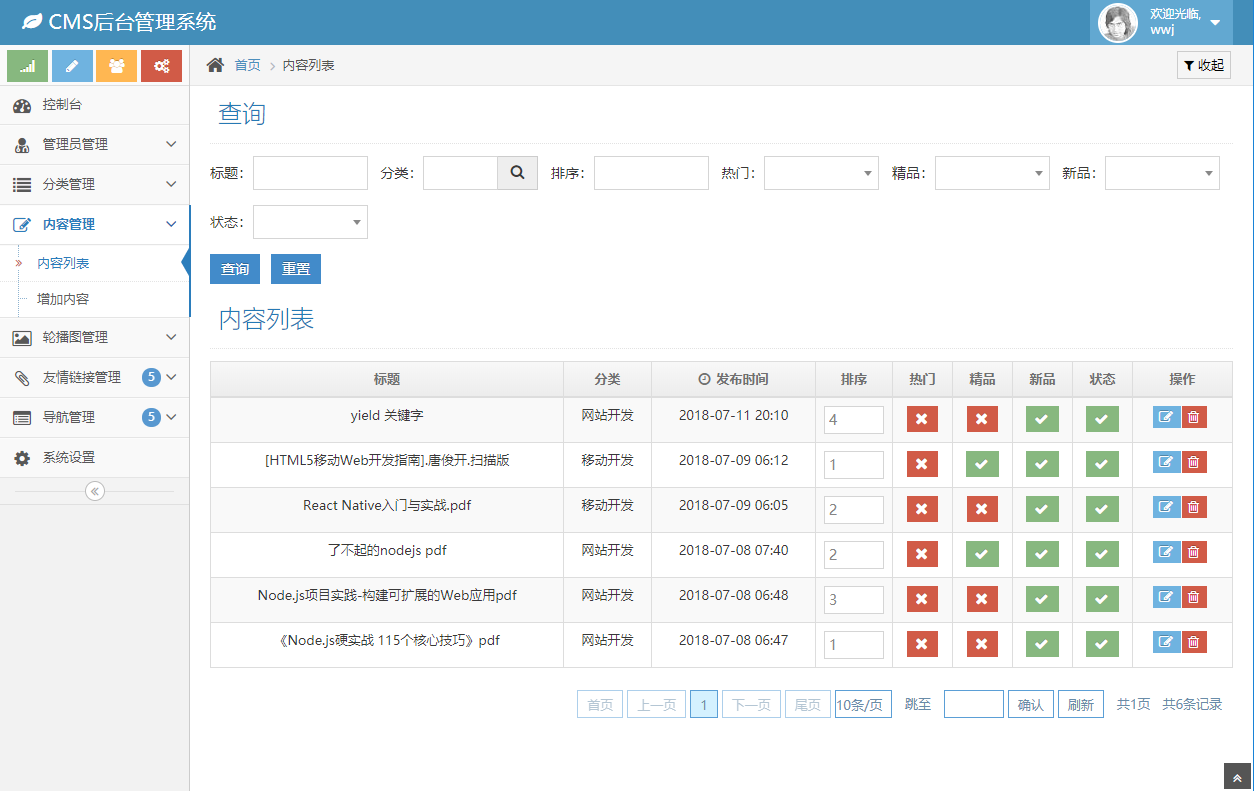 CMS后台管理系统
欢迎光临,
wwj
首页 内容列表
收起
控制台
管理员管理
分类管理
内容管理
内容列表
增加内容
轮播图管理
友情链接管理 5
导航管理 5
系统设置
查询
标题: 分类: 排序: 热门: 精品: 新品:
状态:
查询 重置
内容列表
标题 分类 发布时间 排序 热门 精品 新品 状态 操作
yield 关键字 网站开发 2018-07-11 20:10 4
[HTML5移动Web开发指南].唐俊开.扫描版 移动开发 2018-07-09 06:12 1
React Native入门与实战.pdf 移动开发 2018-07-09 06:05 2
了不起的nodejs pdf 网站开发 2018-07-08 07:40 2
Node.js项目实践-构建可扩展的Web应用pdf 网站开发 2018-07-08 06:48 3
《Node.js硬实战 115个核心技巧》pdf 网站开发 2018-07-08 06:47 1
首页 上一页 1 下一页 尾页 10条/页 跳至 确认 刷新 共1页 共6条记录